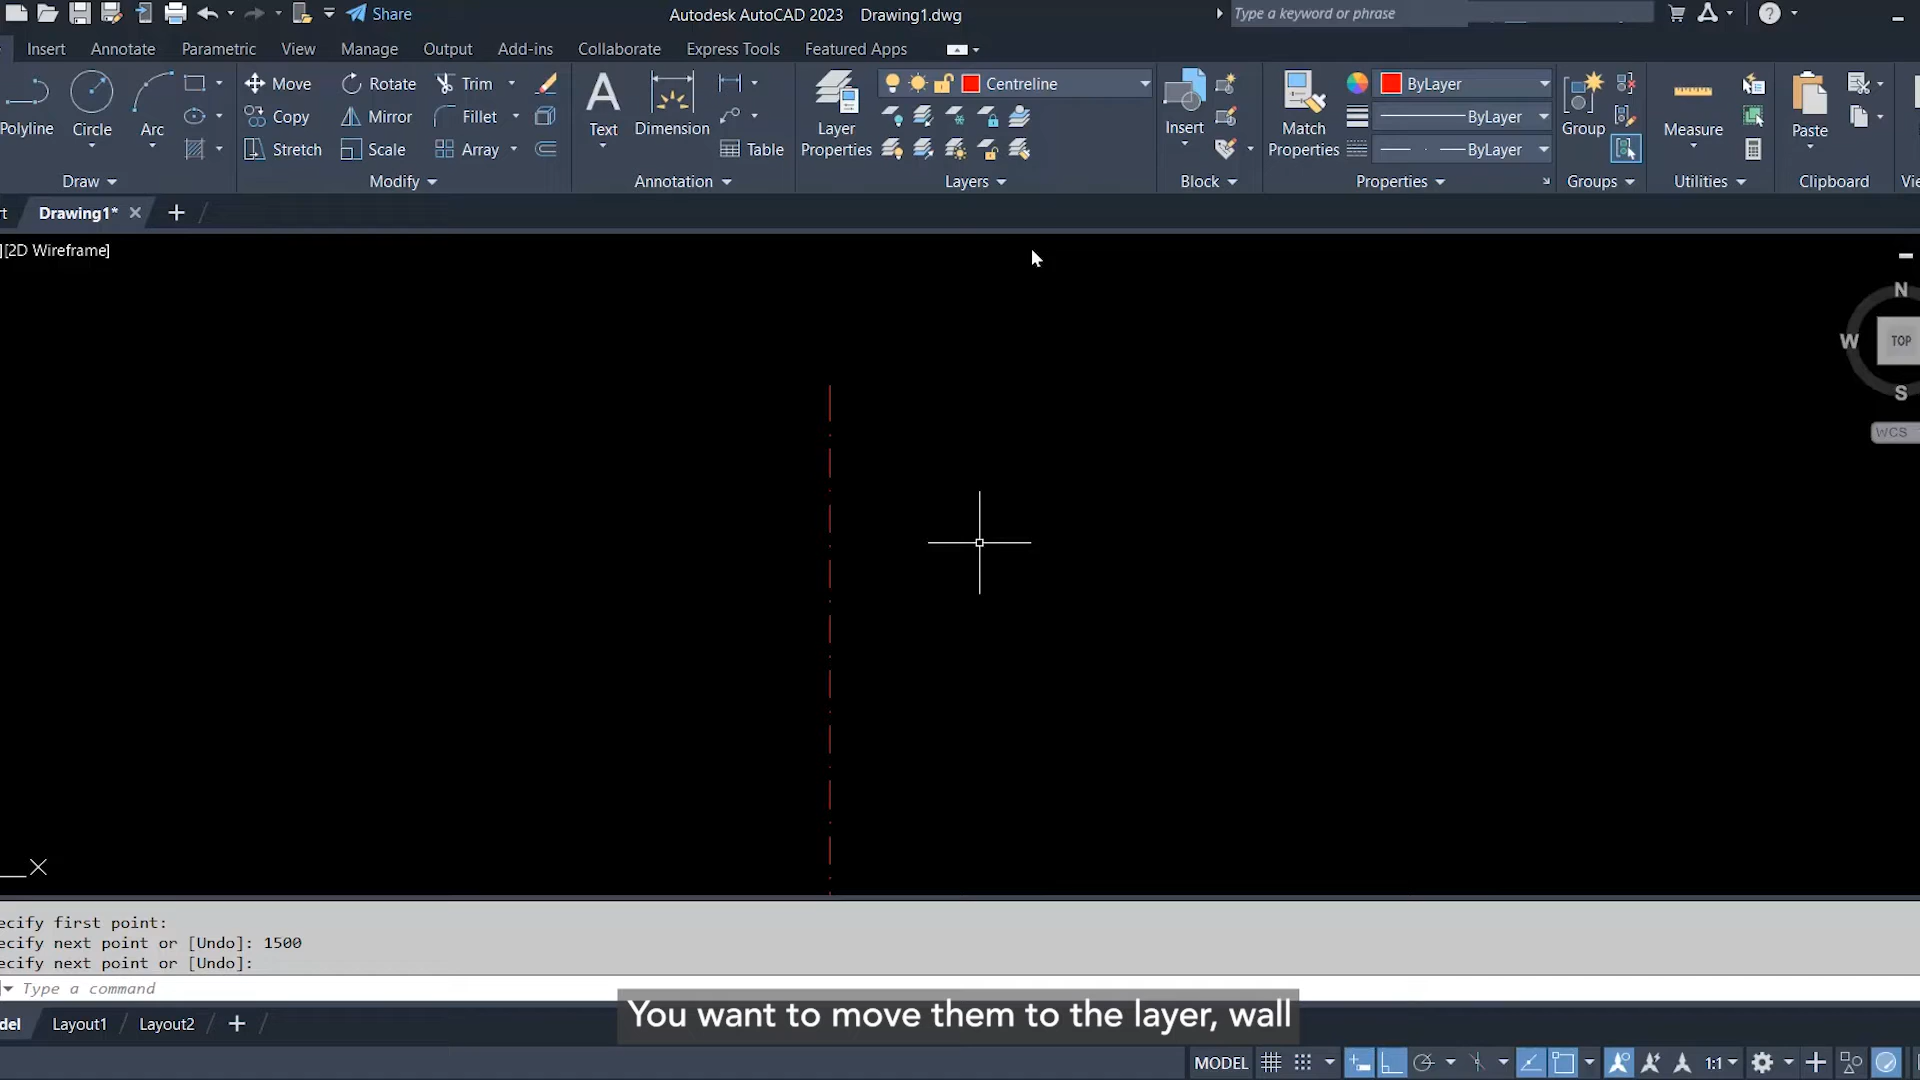 Share
Autodesk AutoCAD 2023 Drawing1.dwg
Type a keyword or phrase
Insert Annotate Parametric View Manage Output Add-ins Collaborate Express Tools Featured Apps
Polyline Circle Arc
Move Rotate Trim
Copy Mirror Fillet
Stretch Scale Array
Text Dimension Table
Layer Properties
Centreline
Insert
Match Properties
ByLayer
ByLayer
ByLayer
Group Measure Paste
Draw Modify Annotation Layers Block Properties Groups Utilities Clipboard Vie
rt Drawing1* +
][2D Wireframe]
N
W TOP
S
WCS
X
ecify first point:
ecify next point or [Undo]: 1500
ecify next point or [Undo]:
Type a command
You want to move them to the layer, wall
del Layout1 Layout2 +
MODEL 1:1